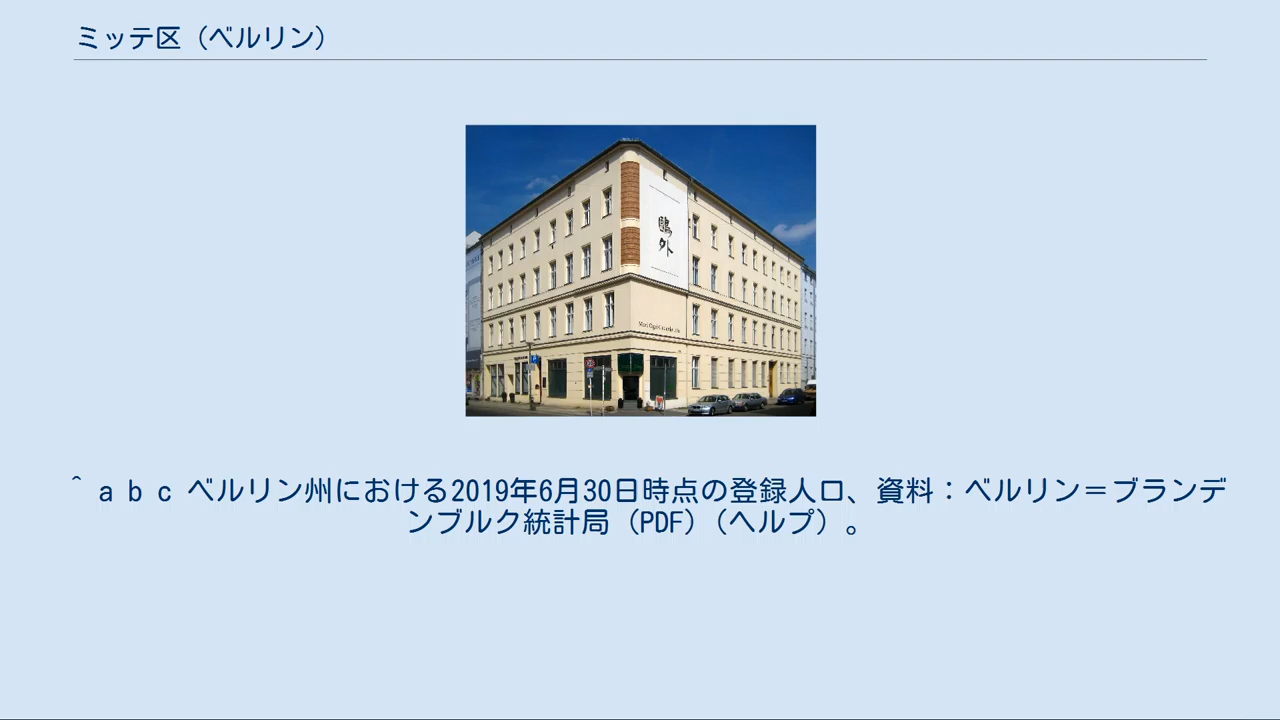 ミッテ区（ベルリン）
鴎
外
^ a b c ベルリン州における2019年6月30日時点の登録人口、資料：ベルリン＝ブランデ
ンブルク統計局（PDF）（ヘルプ）。